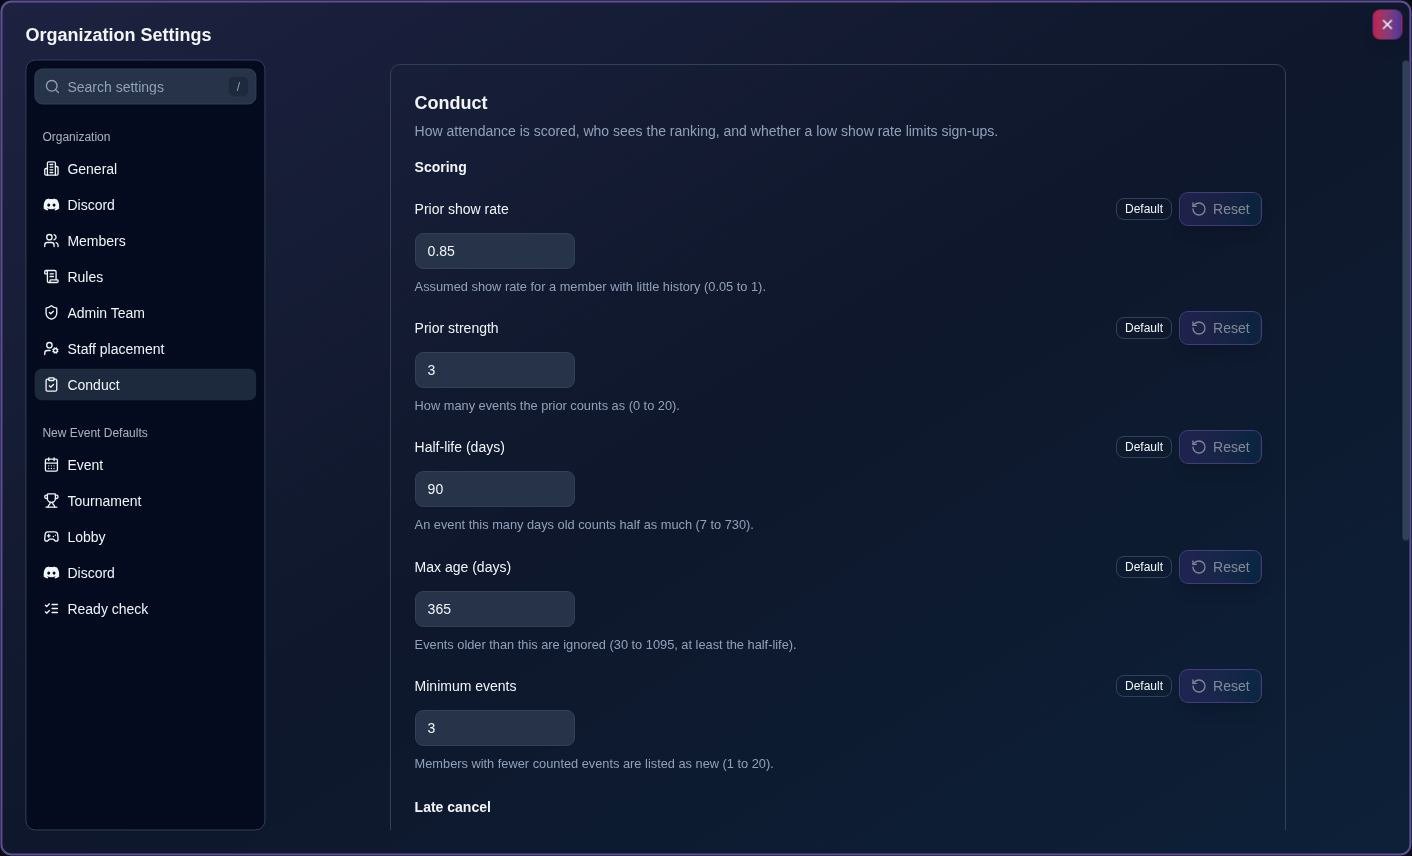 Organization Settings
Search settings /
Organization
General
Discord
Members
Rules
Admin Team
Staff placement
Conduct
New Event Defaults
Event
Tournament
Lobby
Discord
Ready check
Conduct
How attendance is scored, who sees the ranking, and whether a low show rate limits sign-ups.
Scoring
Prior show rate Default Reset
0.85
Assumed show rate for a member with little history (0.05 to 1).
Prior strength Default Reset
3
How many events the prior counts as (0 to 20).
Half-life (days) Default Reset
90
An event this many days old counts half as much (7 to 730).
Max age (days) Default Reset
365
Events older than this are ignored (30 to 1095, at least the half-life).
Minimum events Default Reset
3
Members with fewer counted events are listed as new (1 to 20).
Late cancel